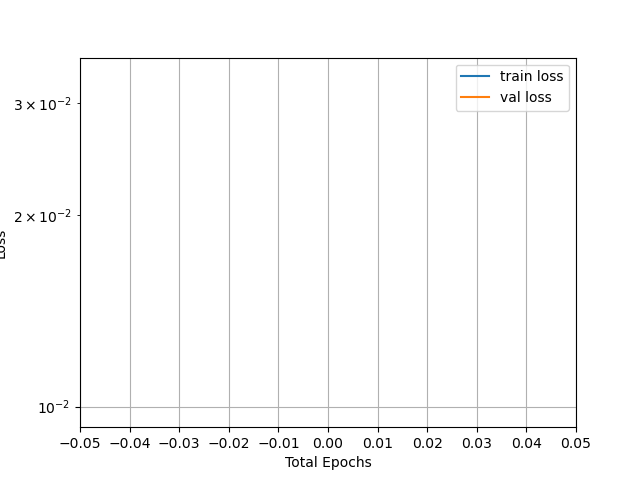 train loss
val loss
3 × 10⁻²
2 × 10⁻²
10⁻²
Loss
−0.05 −0.04 −0.03 −0.02 −0.01 0.00 0.01 0.02 0.03 0.04 0.05
Total Epochs